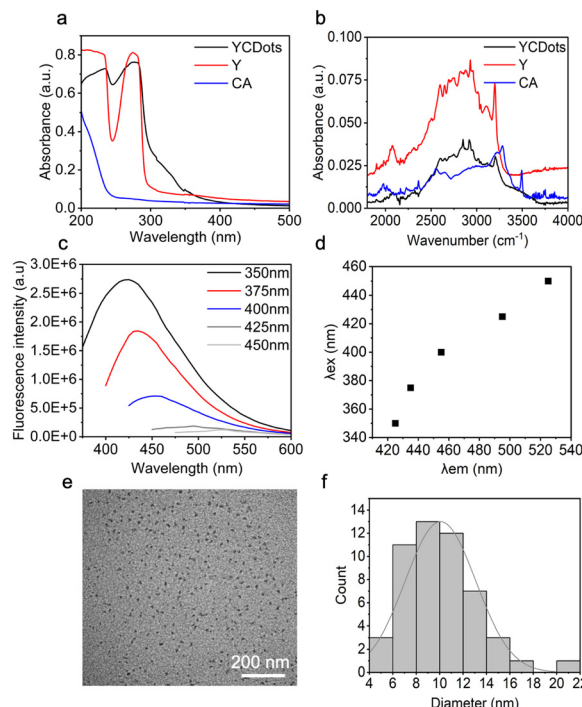 a
YCDots
Y
CA
0.8
0.6
0.4
0.2
0
200 300 400 500
Absorbance (a.u.)
Wavelength (nm)
b
YCDots
Y
CA
0.100
0.075
0.050
0.025
0.000
2000 2500 3000 3500 4000
Absorbance (a.u.)
Wavenumber (cm⁻¹)
c
350nm
375nm
400nm
425nm
450nm
3.0E+6
2.5E+6
2.0E+6
1.5E+6
1.0E+6
5.0E+5
0.0E+0
400 450 500 550 600
Fluorescence intensity (a.u)
Wavelength (nm)
d
460
440
420
400
380
360
340
420 440 460 480 500 520 540
λex
λem (nm)
e
200 nm
f
14
12
10
8
6
4
2
0
4 6 8 10 12 14 16 18 20 22
Count
Diameter (nm)